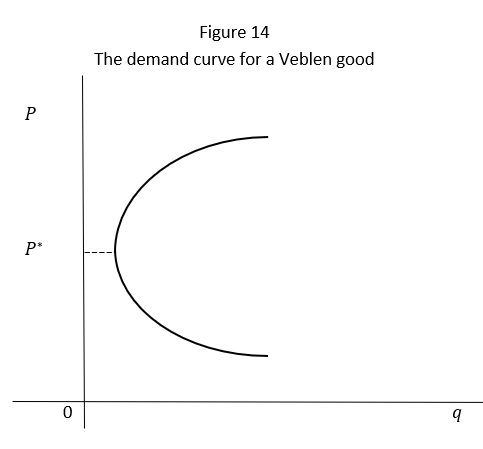 Figure 14
The demand curve for a Veblen good
P
P*
0
q